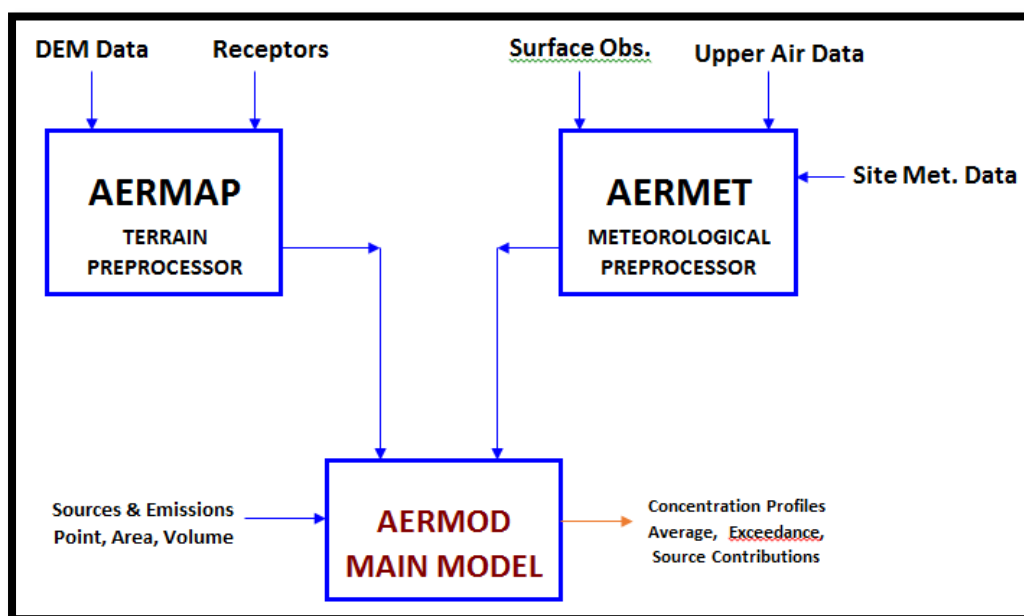 DEM Data
Receptors
Surface Obs.
Upper Air Data
AERMAP
TERRAIN
PREPROCESSOR
AERMET
METEOROLOGICAL
PREPROCESSOR
Site Met. Data
Sources & Emissions
Point, Area, Volume
AERMOD
MAIN MODEL
Concentration Profiles
Average, Exceedance,
Source Contributions